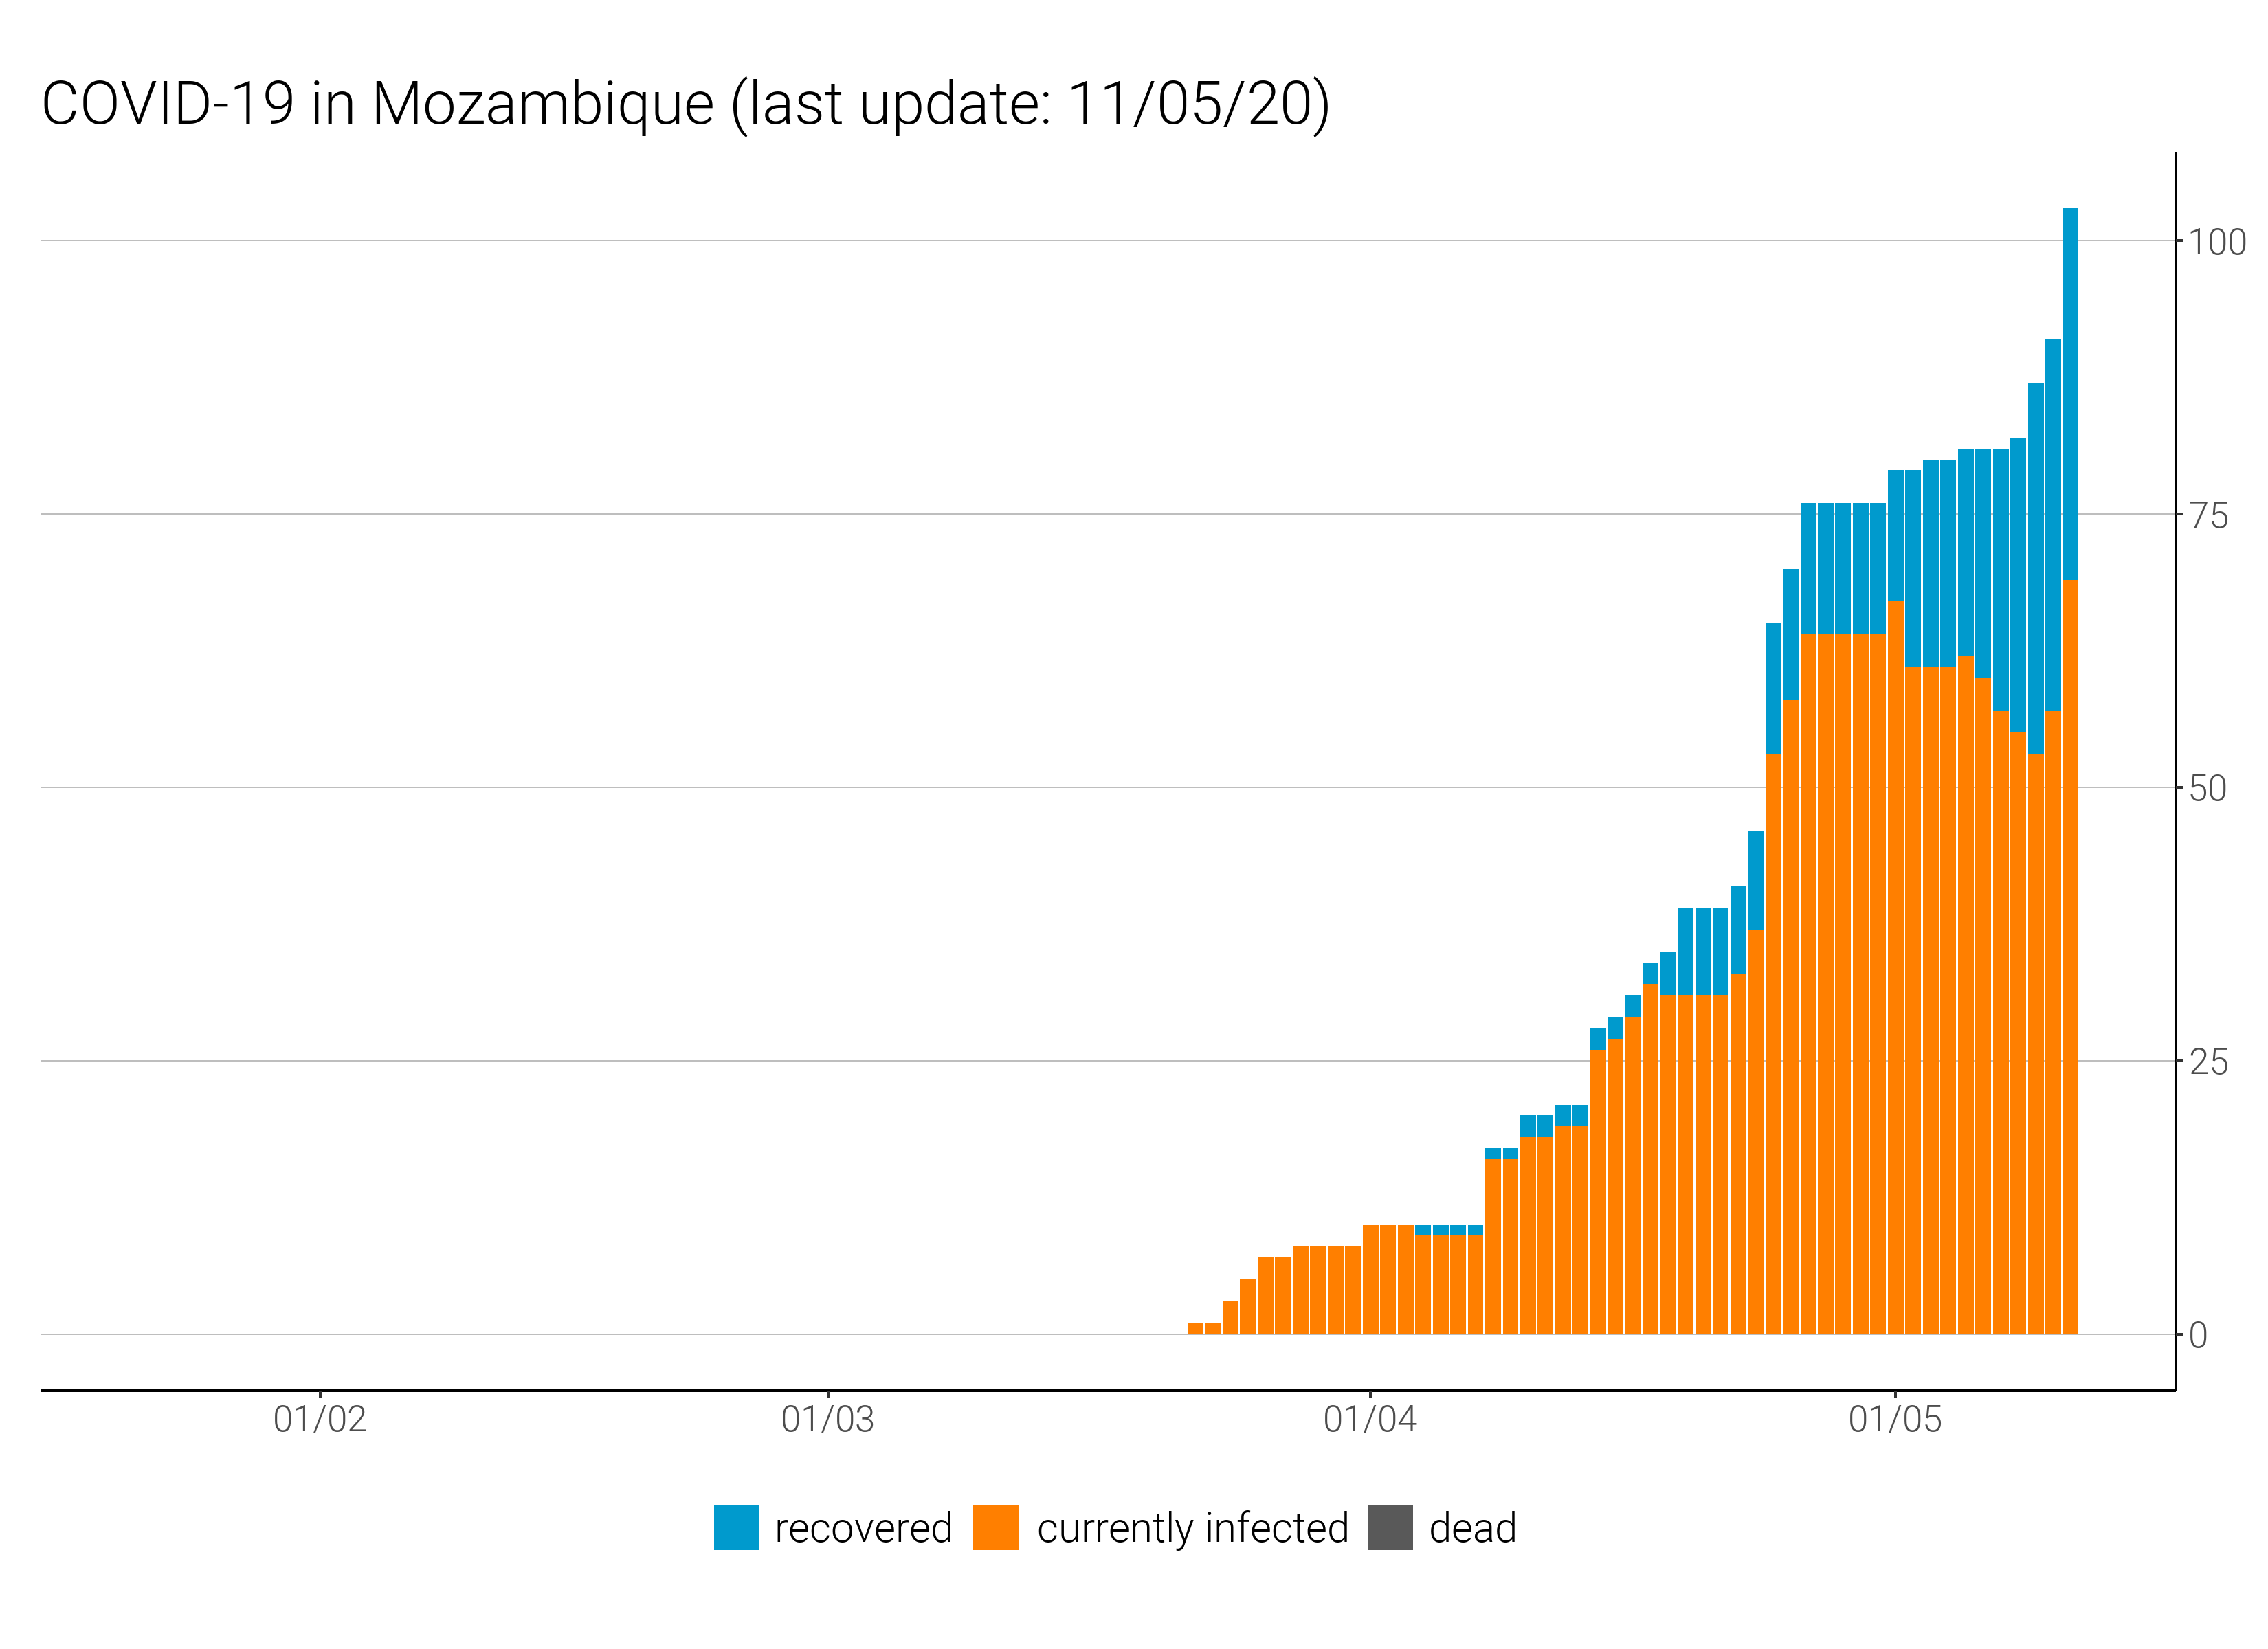 COVID-19 in Mozambique (last update: 11/05/20)
100
75
50
25
0
01/02 01/03 01/04 01/05
recovered currently infected dead